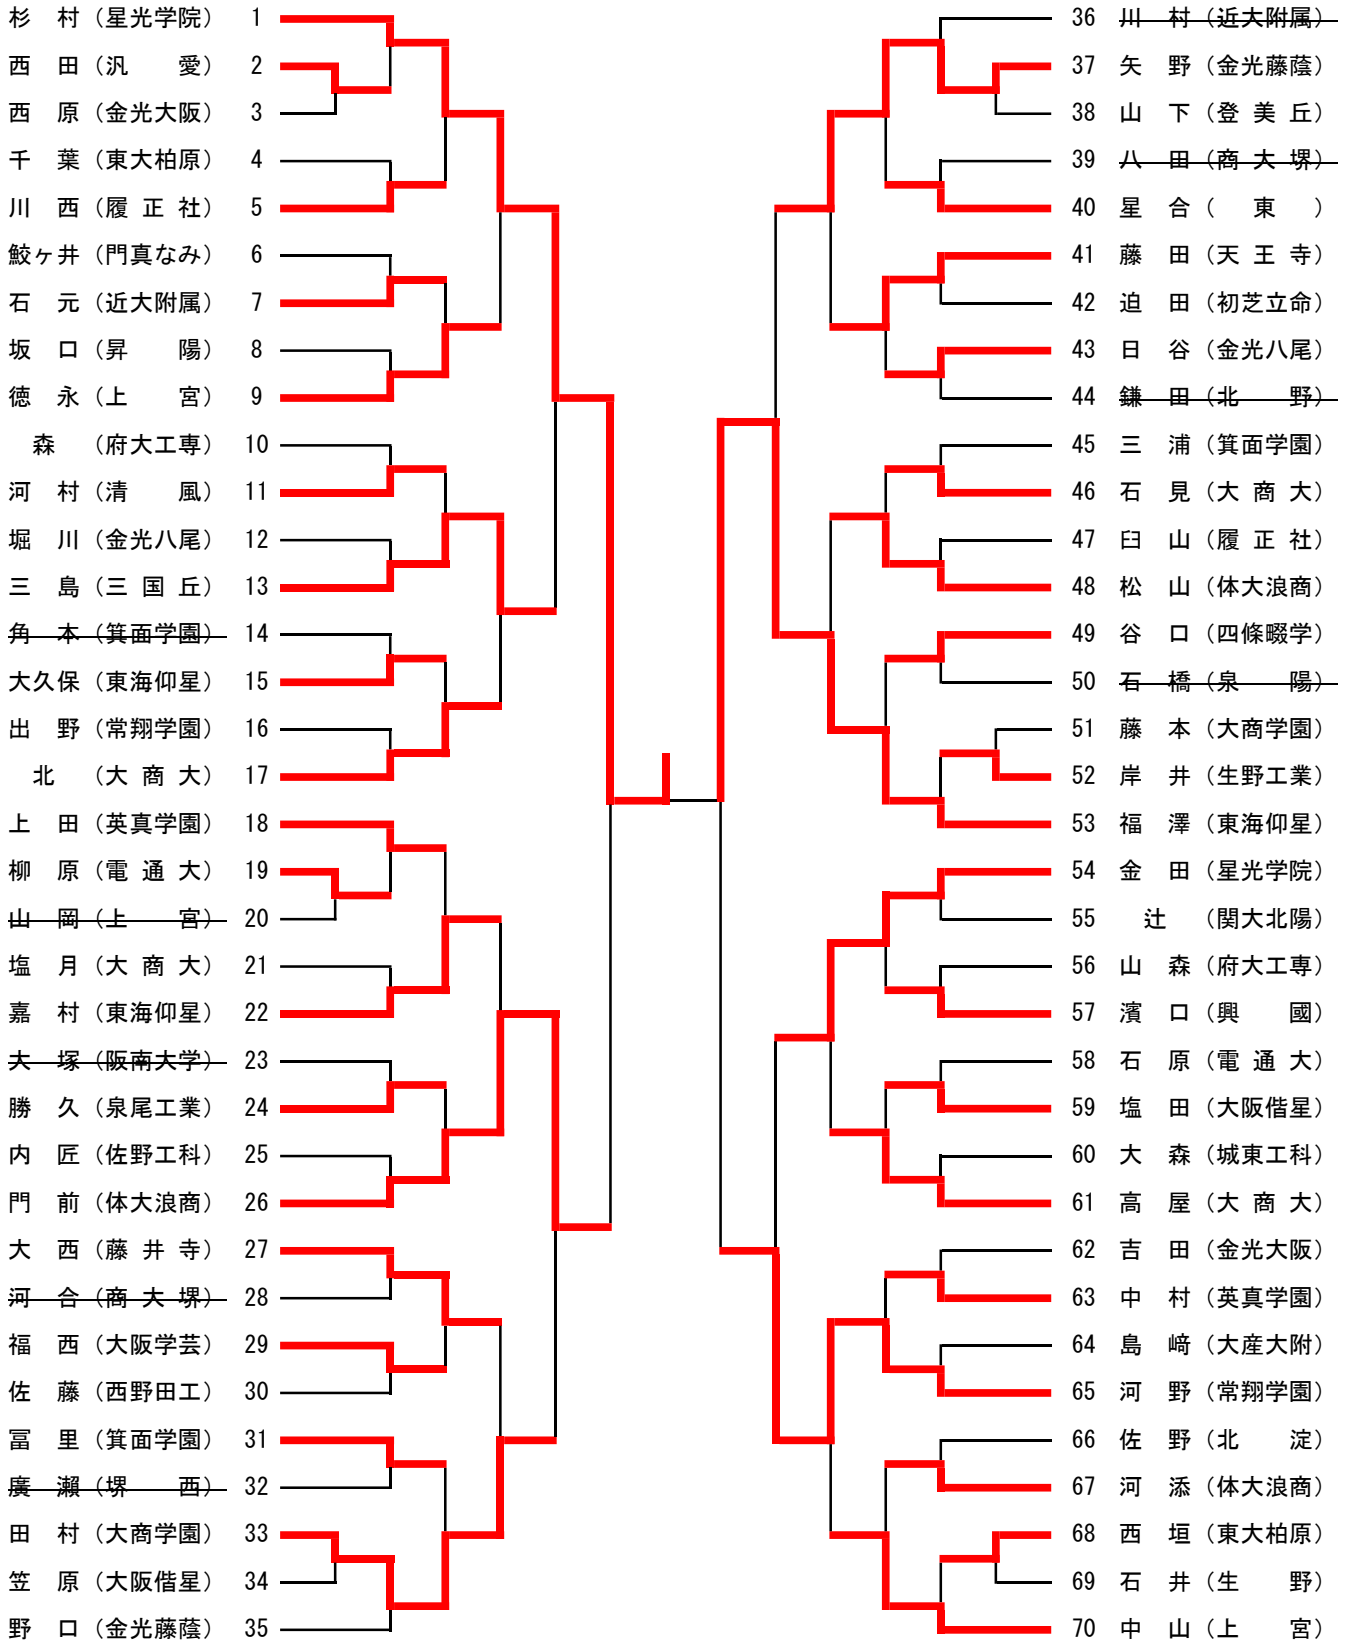 杉 村（星光学院） 1
西 田（汎 愛） 2
西 原（金光大阪） 3
千 葉（東大柏原） 4
川 西（履 正 社） 5
鮫ヶ井（門真なみ） 6
石 元（近大附属） 7
坂 口（昇 陽） 8
徳 永（上 宮） 9
森 （府大工専） 10
河 村（清 風） 11
堀 川（金光八尾） 12
三 島（三 国 丘） 13
角 本（箕面学園） 14
大久保（東海仰星） 15
出 野（常翔学園） 16
北 （大 商 大） 17
上 田（英真学園） 18
柳 原（電 通 大） 19
山 岡（上 宮） 20
塩 月（大 商 大） 21
嘉 村（東海仰星） 22
大 塚（阪南大学） 23
勝 久（泉尾工業） 24
内 匠（佐野工科） 25
門 前（体大浪商） 26
大 西（藤 井 寺） 27
河 合（商 大 堺） 28
福 西（大阪学芸） 29
佐 藤（西野田工） 30
冨 里（箕面学園） 31
廣 瀬（堺 西） 32
田 村（大商学園） 33
笠 原（大阪偕星） 34
野 口（金光藤蔭） 35
36 川 村（近大附属）
37 矢 野（金光藤蔭）
38 山 下（登 美 丘）
39 八 田（商 大 堺）
40 星 合（ 東 ）
41 藤 田（天 王 寺）
42 迫 田（初芝立命）
43 日 谷（金光八尾）
44 鎌 田（北 野）
45 三 浦（箕面学園）
46 石 見（大 商 大）
47 臼 山（履 正 社）
48 松 山（体大浪商）
49 谷 口（四條畷学）
50 石 橋（泉 陽）
51 藤 本（大商学園）
52 岸 井（生野工業）
53 福 澤（東海仰星）
54 金 田（星光学院）
55 辻 （関大北陽）
56 山 森（府大工専）
57 濱 口（興 國）
58 石 原（電 通 大）
59 塩 田（大阪偕星）
60 大 森（城東工科）
61 高 屋（大 商 大）
62 吉 田（金光大阪）
63 中 村（英真学園）
64 島 﨑（大産大附）
65 河 野（常翔学園）
66 佐 野（北 淀）
67 河 添（体大浪商）
68 西 垣（東大柏原）
69 石 井（生 野）
70 中 山（上 宮）